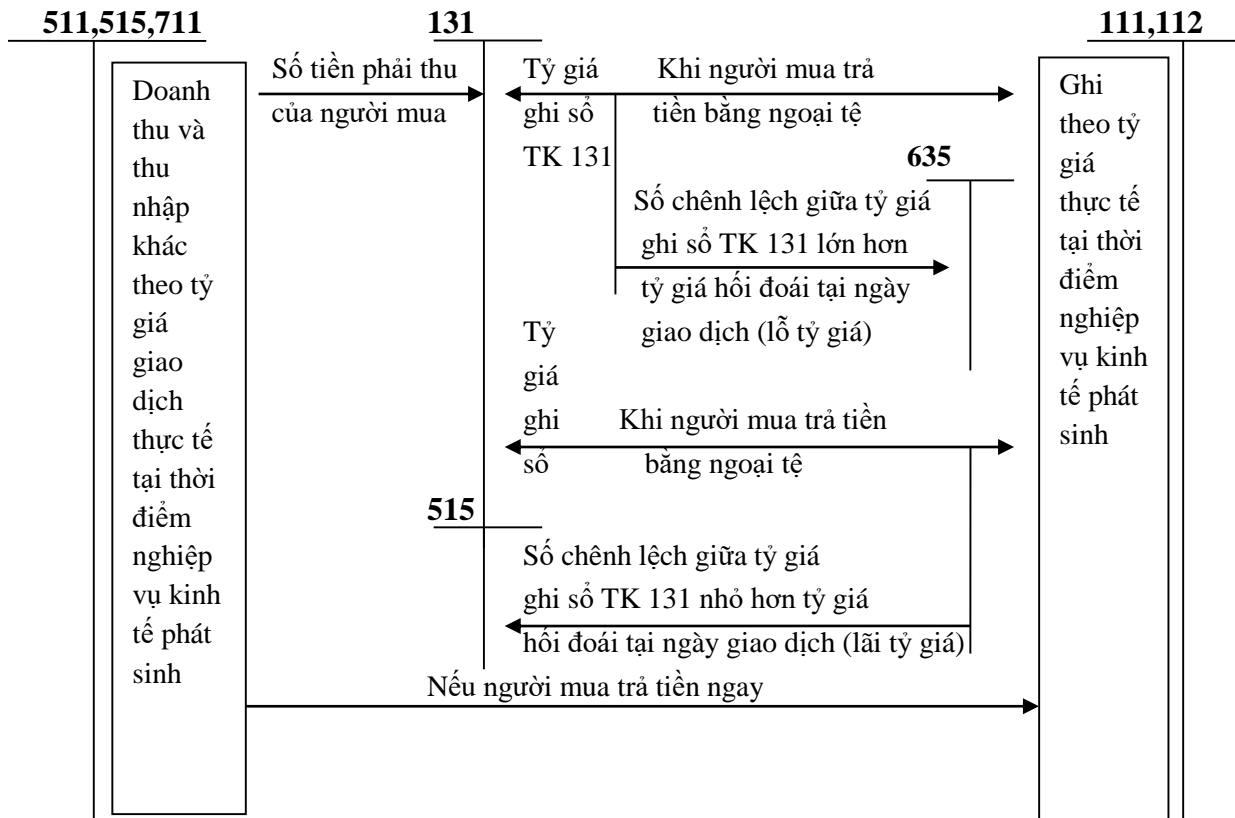 511,515,711
131
111,112
Doanh
thu và
thu
nhập
khác
theo tỷ
giá
giao
dịch
thực tế
tại thời
điểm
nghiệp
vụ kinh
tế phát
sinh
Số tiền phải thu
của người mua
Tỷ giá
ghi sổ
TK 131
Khi người mua trả
tiền bằng ngoại tệ
635
Số chênh lệch giữa tỷ giá
ghi sổ TK 131 lớn hơn
tỷ giá hối đoái tại ngày
giao dịch (lỗ tỷ giá)
Tỷ
giá
ghi
sổ
Khi người mua trả tiền
bằng ngoại tệ
515
Số chênh lệch giữa tỷ giá
ghi sổ TK 131 nhỏ hơn tỷ giá
hối đoái tại ngày giao dịch (lãi tỷ giá)
Nếu người mua trả tiền ngay
Ghi
theo tỷ
giá
thực tế
tại thời
điểm
nghiệp
vụ kinh
tế phát
sinh